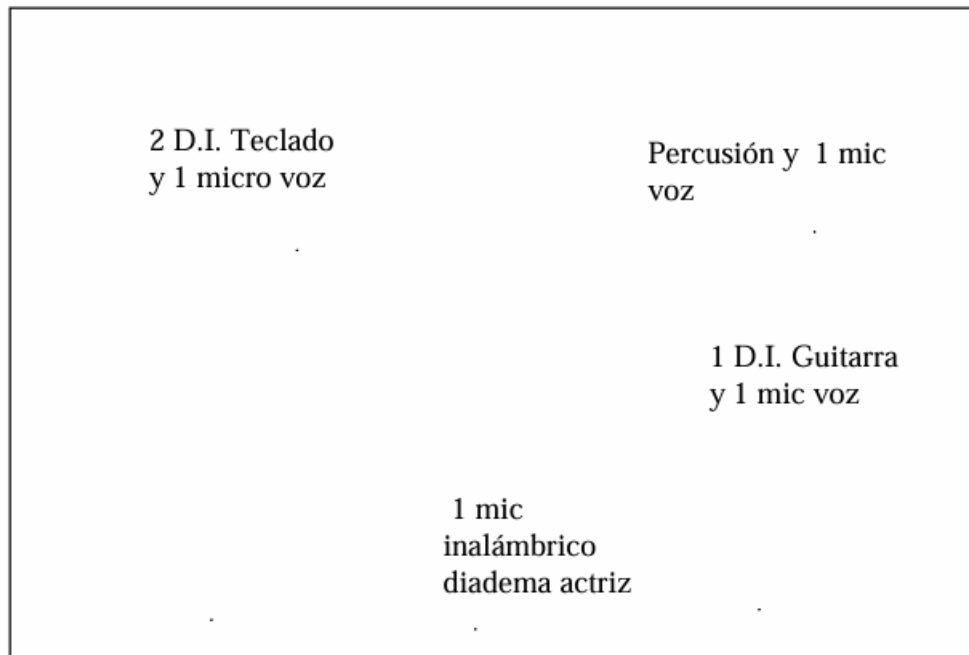 2 D.I. Teclado
y 1 micro voz
Percusión y  1 mic
voz
1 D.I. Guitarra
y 1 mic voz
1 mic
inalámbrico
diadema actriz